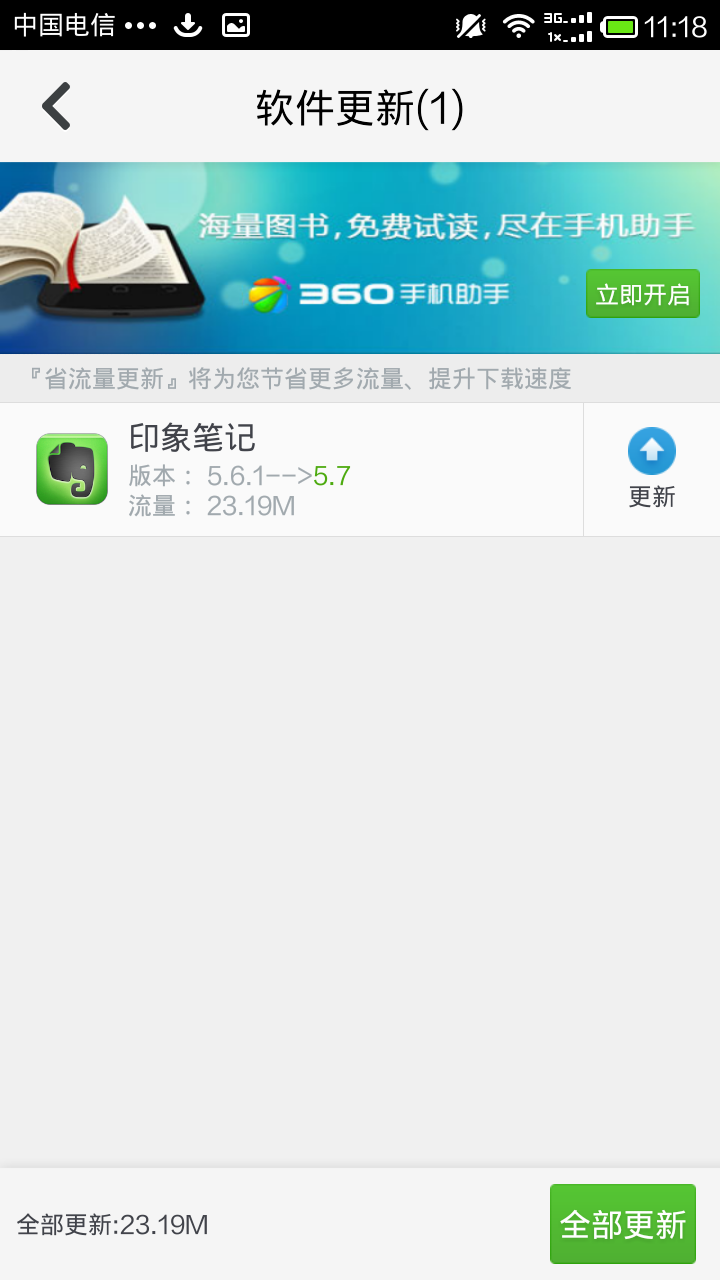 中国电信 ••• 3G 1x 11:18
软件更新(1)
海量图书,免费试读,尽在手机助手
360手机助手
立即开启
『省流量更新』将为您节省更多流量、提升下载速度
印象笔记
版本：5.6.1-->5.7
流量：23.19M
更新
全部更新:23.19M
全部更新